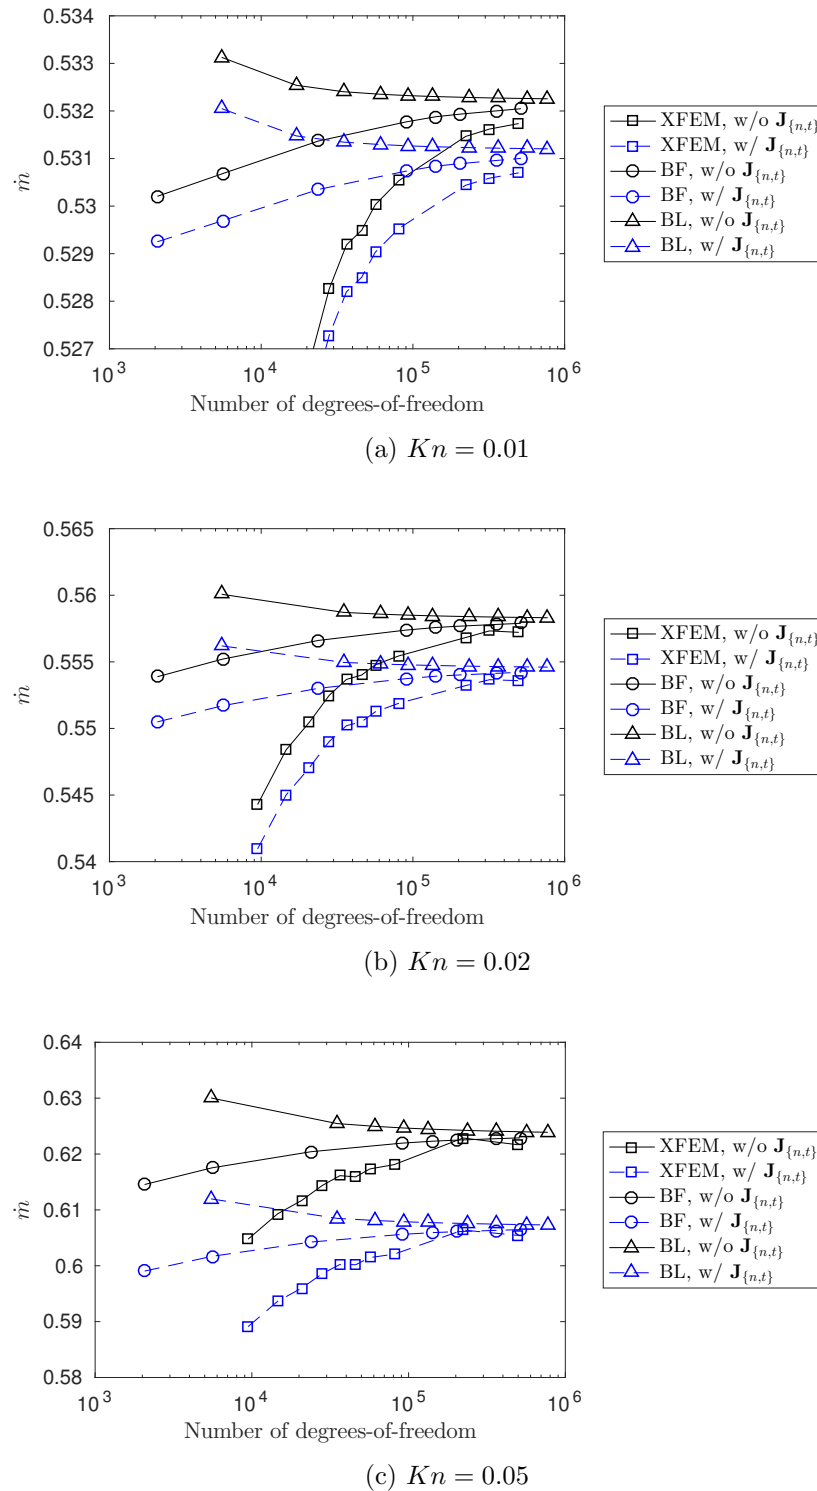 0.534
0.533
0.532
0.531
0.53
0.529
0.528
0.527
ṁ
10^3 10^4 10^5 10^6
Number of degrees-of-freedom
XFEM, w/o J_{n,t}
XFEM, w/ J_{n,t}
BF, w/o J_{n,t}
BF, w/ J_{n,t}
BL, w/o J_{n,t}
BL, w/ J_{n,t}
(a) Kn = 0.01
0.565
0.56
0.555
0.55
0.545
0.54
ṁ
10^3 10^4 10^5 10^6
Number of degrees-of-freedom
XFEM, w/o J_{n,t}
XFEM, w/ J_{n,t}
BF, w/o J_{n,t}
BF, w/ J_{n,t}
BL, w/o J_{n,t}
BL, w/ J_{n,t}
(b) Kn = 0.02
0.64
0.63
0.62
0.61
0.6
0.59
0.58
ṁ
10^3 10^4 10^5 10^6
Number of degrees-of-freedom
XFEM, w/o J_{n,t}
XFEM, w/ J_{n,t}
BF, w/o J_{n,t}
BF, w/ J_{n,t}
BL, w/o J_{n,t}
BL, w/ J_{n,t}
(c) Kn = 0.05